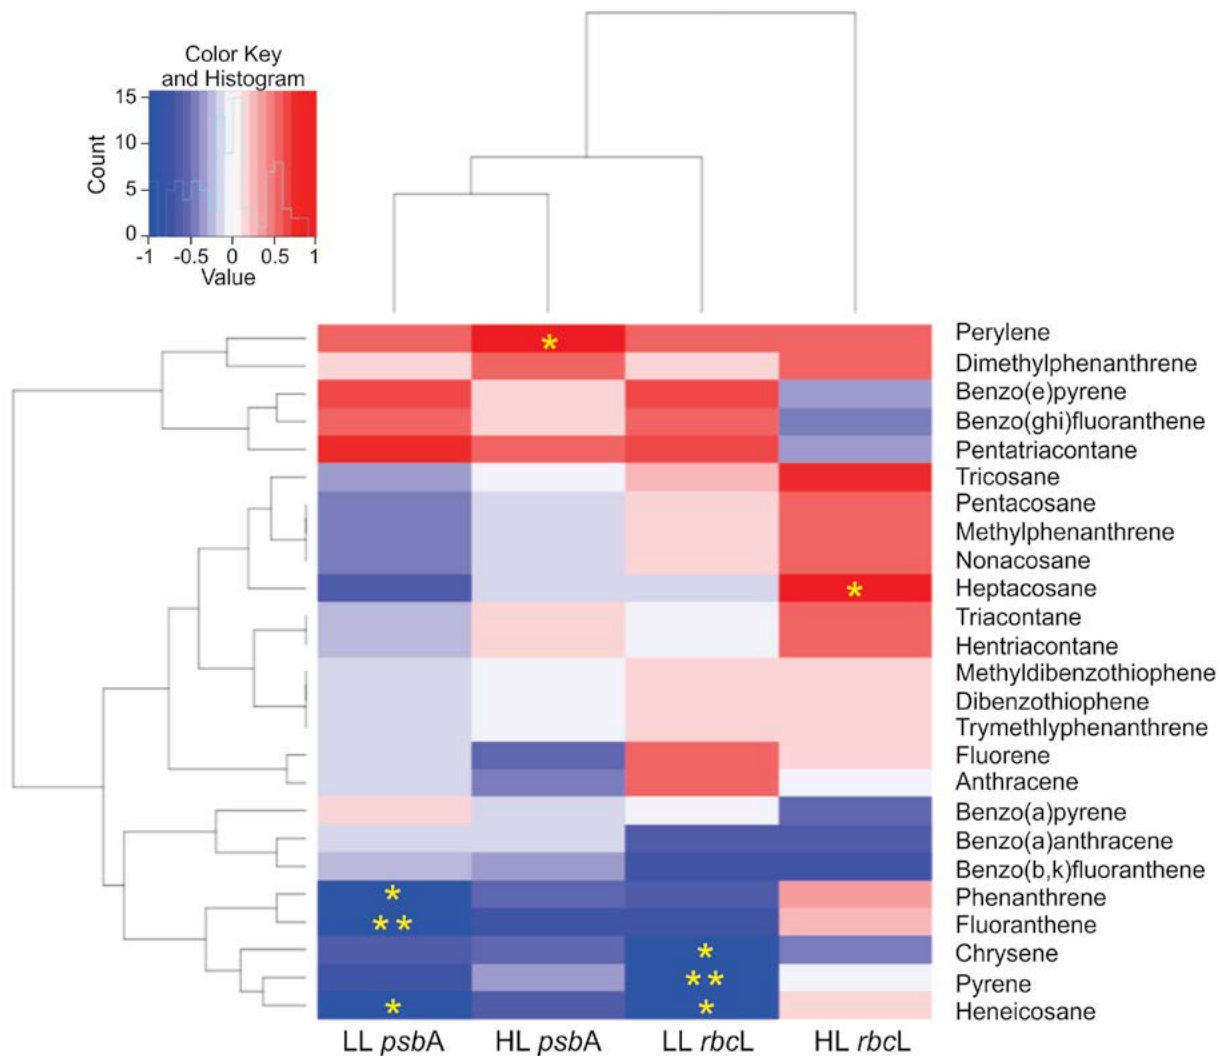 Color Key
and Histogram
15
10
5
0
Count
-1 -0.5 0 0.5 1
Value
Perylene
*
Dimethylphenanthrene
Benzo(e)pyrene
Benzo(ghi)fluoranthene
Pentatriacontane
Tricosane
Pentacosane
Methylphenanthrene
Nonacosane
Heptacosane
*
Triacontane
Hentriacontane
Methyldibenzothiophene
Dibenzothiophene
Trymethlyphenanthrene
Fluorene
Anthracene
Benzo(a)pyrene
Benzo(a)anthracene
Benzo(b,k)fluoranthene
* Phenanthrene
** Fluoranthene
* Chrysene
** Pyrene
* * Heneicosane
LL psbA HL psbA LL rbcL HL rbcL